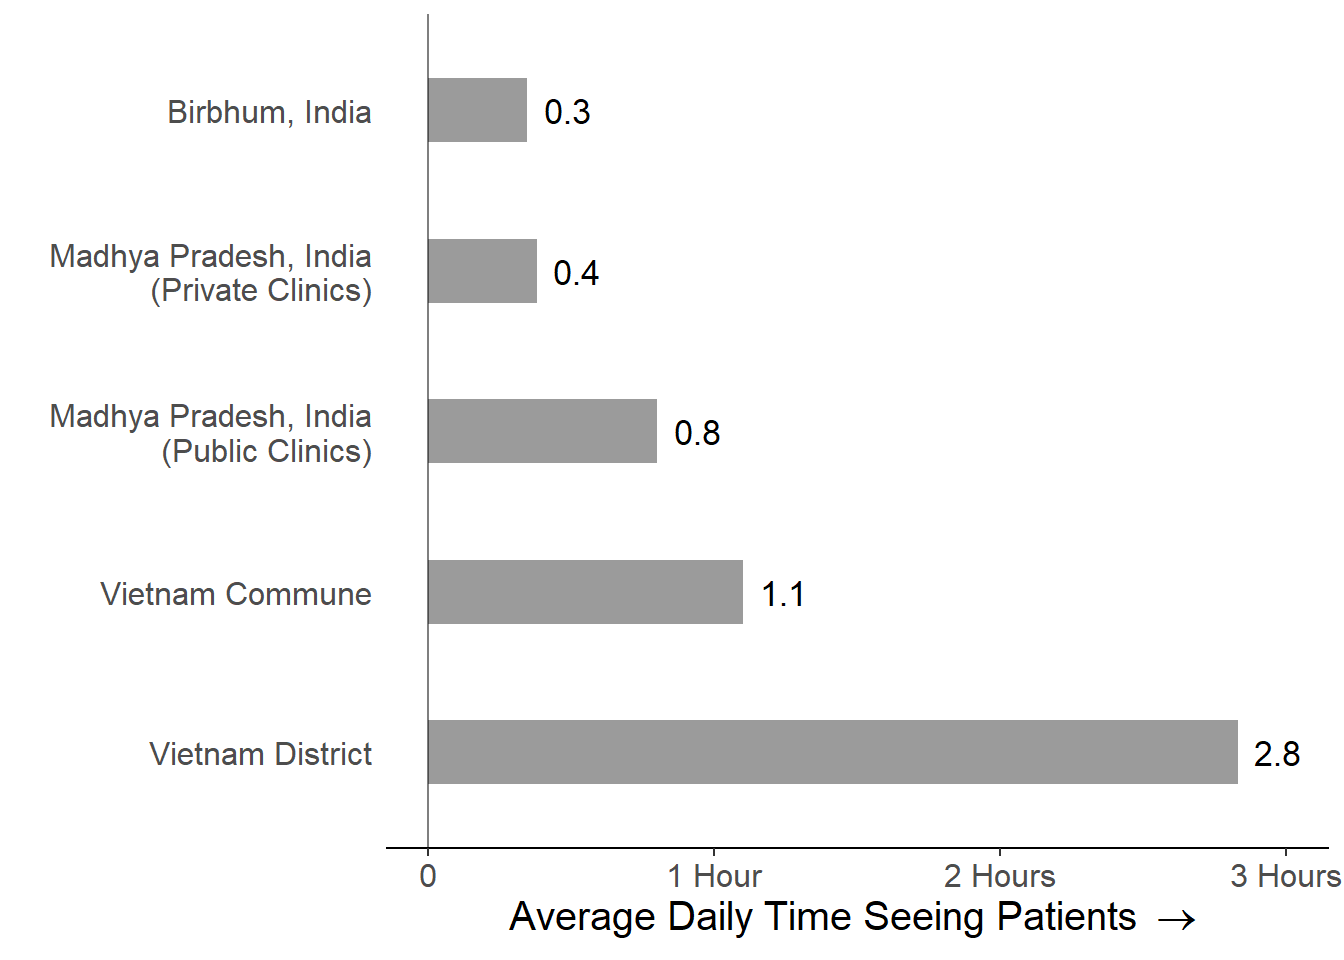 Birbhum, India
0.3
Madhya Pradesh, India
(Private Clinics)
0.4
Madhya Pradesh, India
(Public Clinics)
0.8
Vietnam Commune
1.1
Vietnam District
2.8
0 1 Hour 2 Hours 3 Hours
Average Daily Time Seeing Patients →